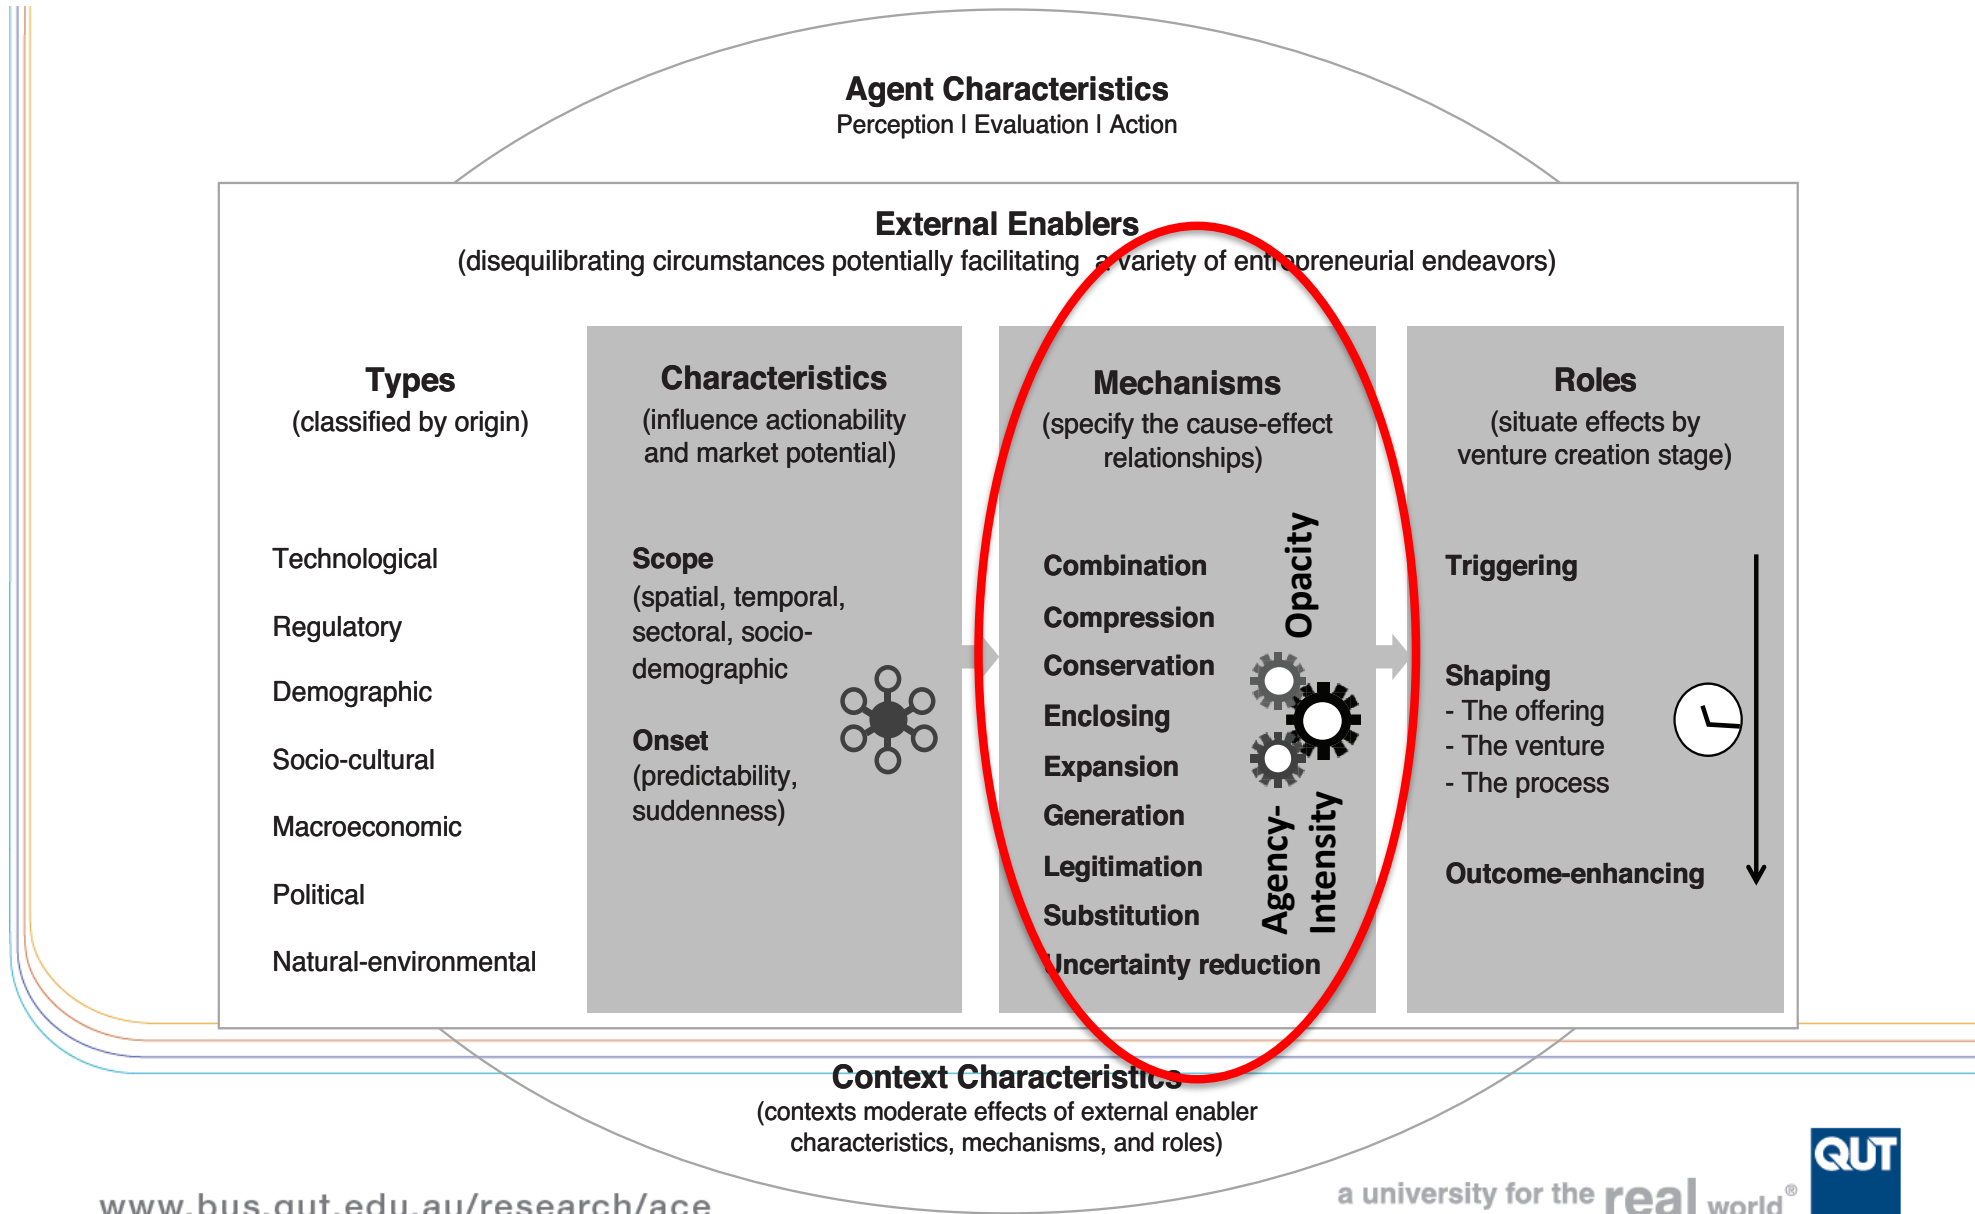 Agent Characteristics
Perception | Evaluation | Action
External Enablers
(disequilibrating circumstances potentially facilitating a variety of entrepreneurial endeavors)
Types
(classified by origin)
Technological
Regulatory
Demographic
Socio-cultural
Macroeconomic
Political
Natural-environmental
Characteristics
(influence actionability
and market potential)
Scope
(spatial, temporal,
sectoral, socio-
demographic
Onset
(predictability,
suddenness)
Mechanisms
(specify the cause-effect
relationships)
Combination
Compression
Conservation
Enclosing
Expansion
Generation
Legitimation
Substitution
Uncertainty reduction
Opacity
Agency-
Intensity
Roles
(situate effects by
venture creation stage)
Triggering
Shaping
- The offering
- The venture
- The process
Outcome-enhancing
Context Characteristics
(contexts moderate effects of external enabler
characteristics, mechanisms, and roles)
www.bus.qut.edu.au/research/ace
a university for the real world®
QUT